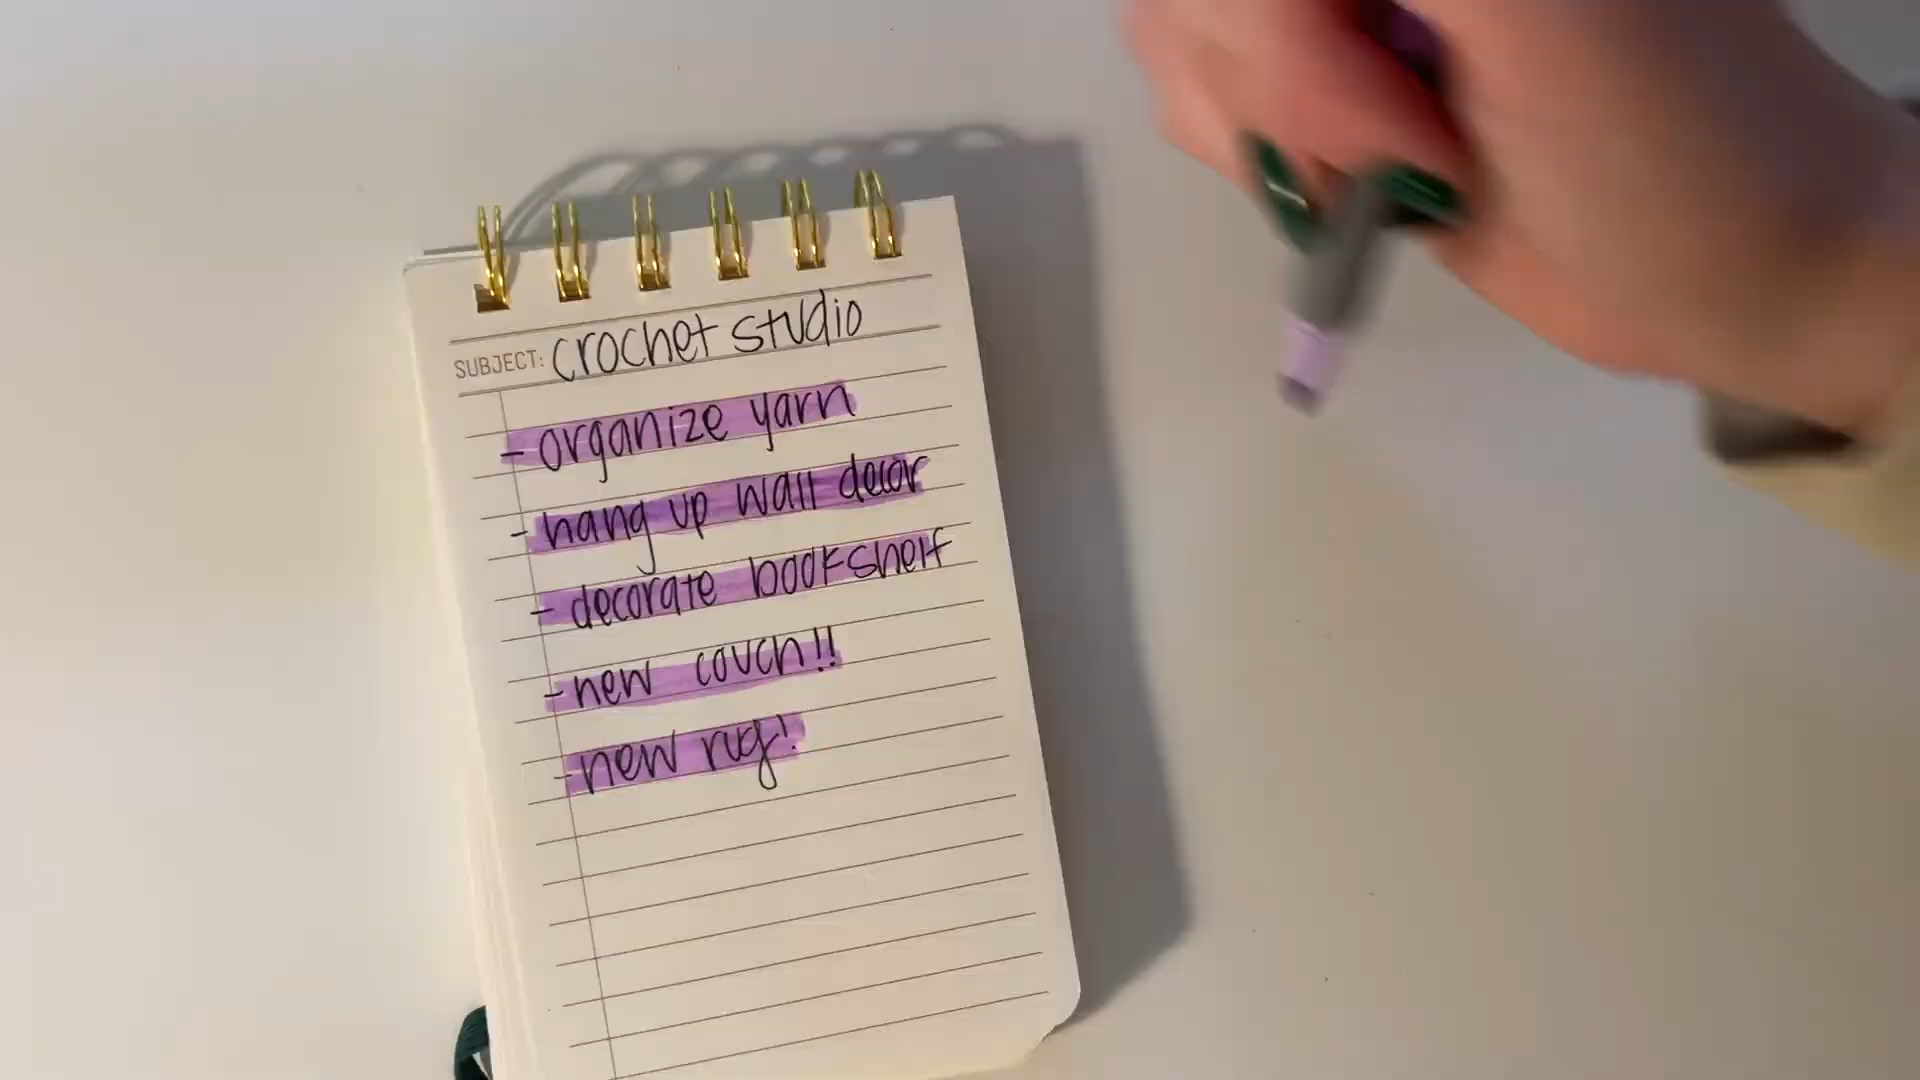 SUBJECT: crochet studio
- organize yarn
- hang up wall decor
- decorate bookshelf
- new couch!!
- new rug!